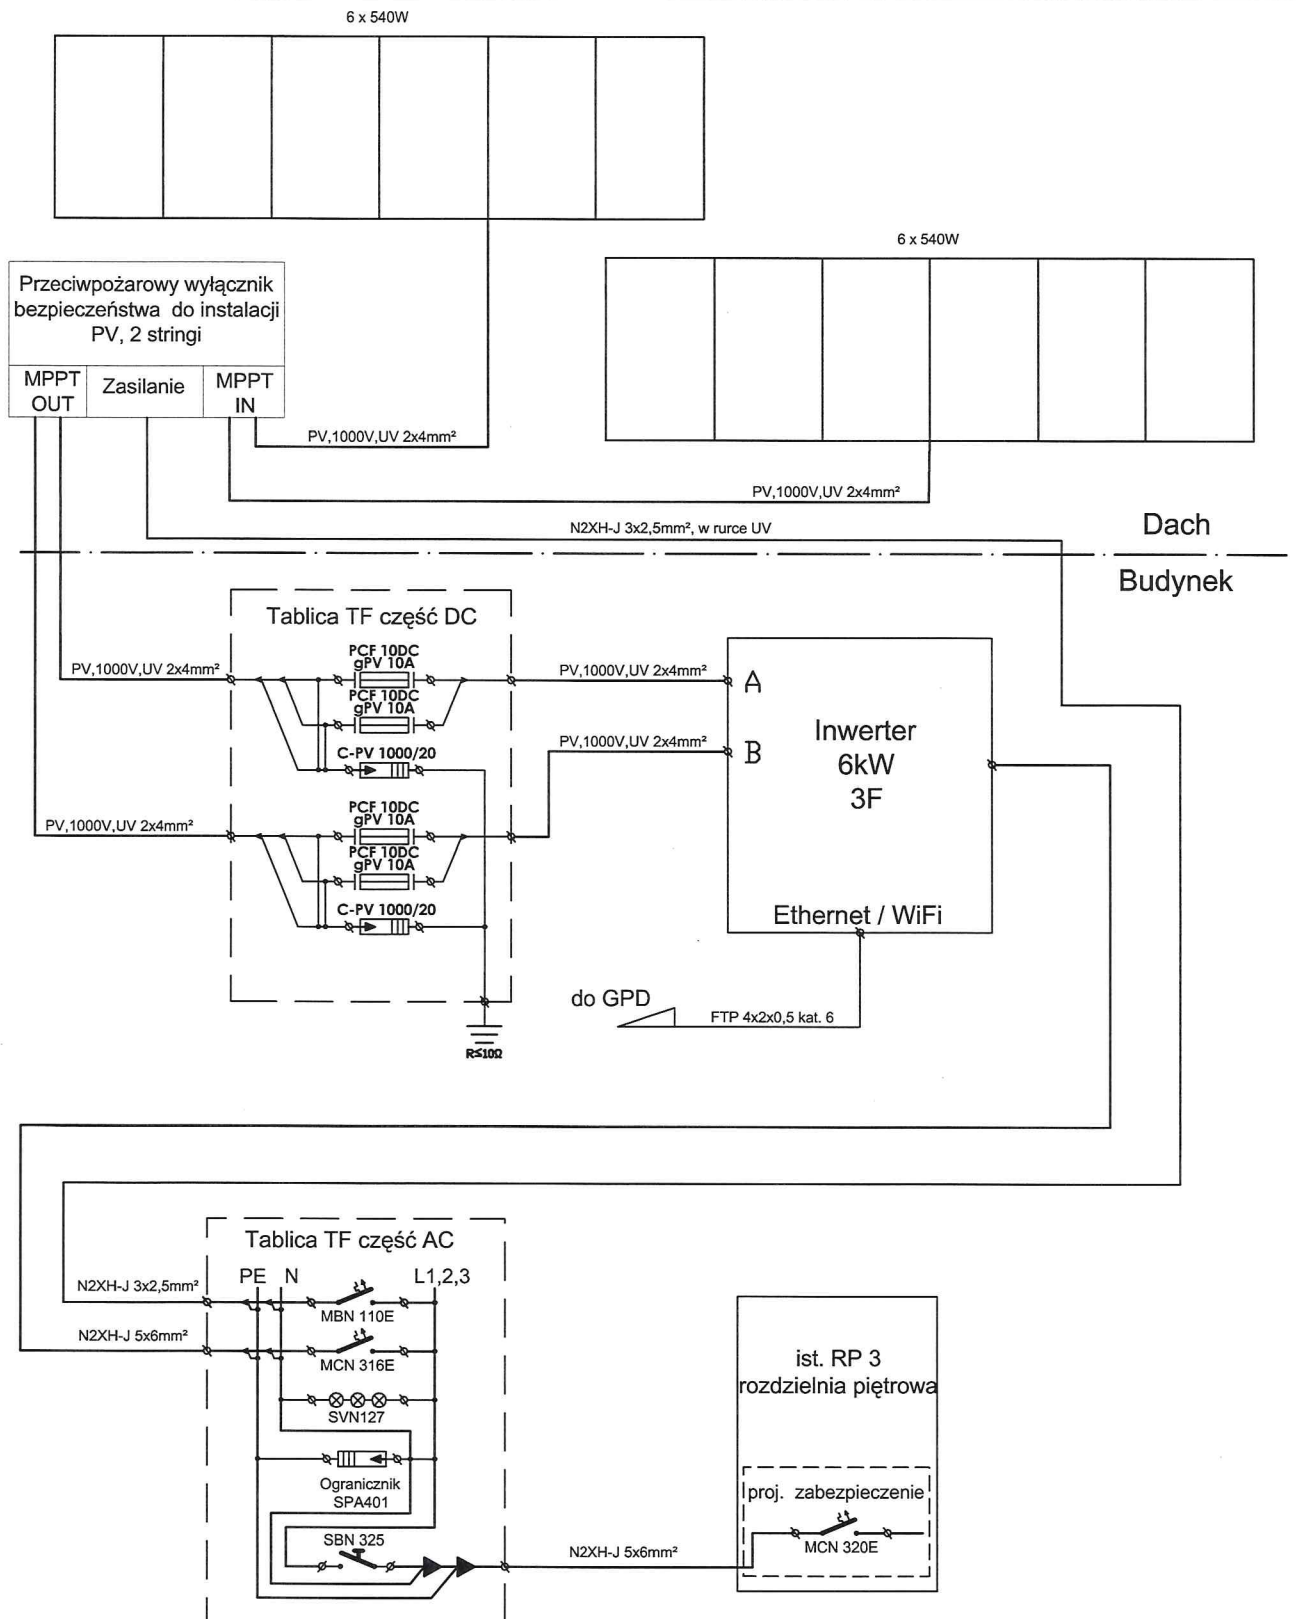 6 x 540W
6 x 540W
Przeciwpożarowy wyłącznik
bezpieczeństwa do instalacji
PV, 2 stringi
MPPT
OUT
Zasilanie
MPPT
IN
PV,1000V,UV 2x4mm²
PV,1000V,UV 2x4mm²
N2XH-J 3x2,5mm², w rurce UV
Dach
Budynek
Tablica TF część DC
PV,1000V,UV 2x4mm²
PCF 10DC
gPV 10A
PCF 10DC
gPV 10A
C-PV 1000/20
PV,1000V,UV 2x4mm²
A
PV,1000V,UV 2x4mm²
B
Inwerter
6kW
3F
PV,1000V,UV 2x4mm²
PCF 10DC
gPV 10A
PCF 10DC
gPV 10A
C-PV 1000/20
Ethernet / WiFi
do GPD
FTP 4x2x0,5 kat. 6
R≤10Ω
Tablica TF część AC
PE N L1,2,3
N2XH-J 3x2,5mm²
MBN 110E
N2XH-J 5x6mm²
MCN 316E
SVN127
Ogranicznik
SPA401
SBN 325
N2XH-J 5x6mm²
ist. RP 3
rozdzielnia piętrowa
proj. zabezpieczenie
MCN 320E